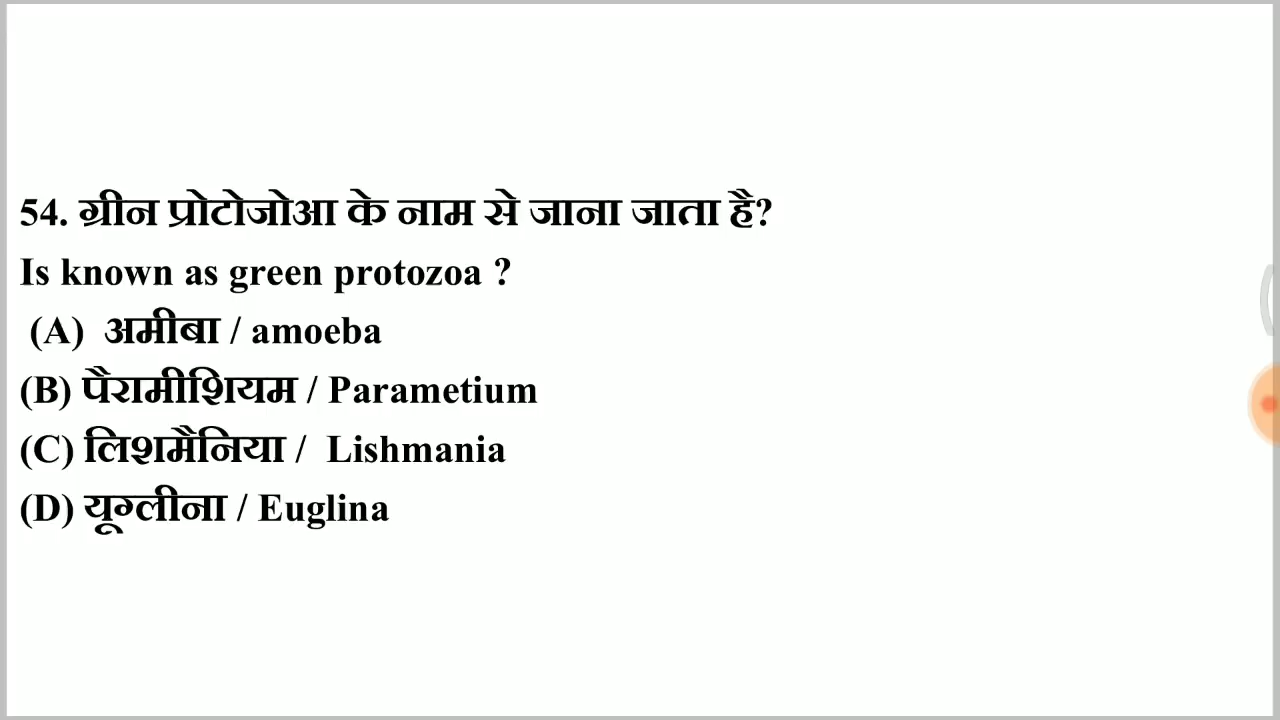 54. ग्रीन प्रोटोजोआ के नाम से जाना जाता है?
Is known as green protozoa ?
(A) अमीबा / amoeba
(B) पैरामीशियम / Parametium
(C) लिशमैनिया / Lishmania
(D) यूग्लीना / Euglina